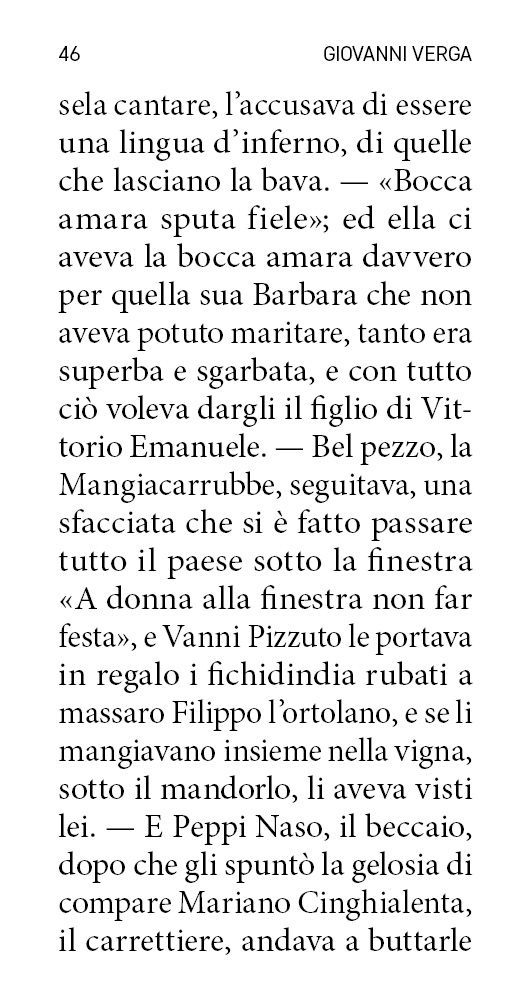 46 GIOVANNI VERGA
sela cantare, l’accusava di essere
una lingua d’inferno, di quelle
che lasciano la bava. — «Bocca
amara sputa fiele»; ed ella ci
aveva la bocca amara davvero
per quella sua Barbara che non
aveva potuto maritare, tanto era
superba e sgarbata, e con tutto
ciò voleva dargli il figlio di Vit-
torio Emanuele. — Bel pezzo, la
Mangiacarrubbe, seguitava, una
sfacciata che si è fatto passare
tutto il paese sotto la finestra
«A donna alla finestra non far
festa», e Vanni Pizzuto le portava
in regalo i fichidindia rubati a
massaro Filippo l’ortolano, e se li
mangiavano insieme nella vigna,
sotto il mandorlo, li aveva visti
lei. — E Peppi Naso, il beccaio,
dopo che gli spuntò la gelosia di
compare Mariano Cinghialenta,
il carrettiere, andava a buttarle